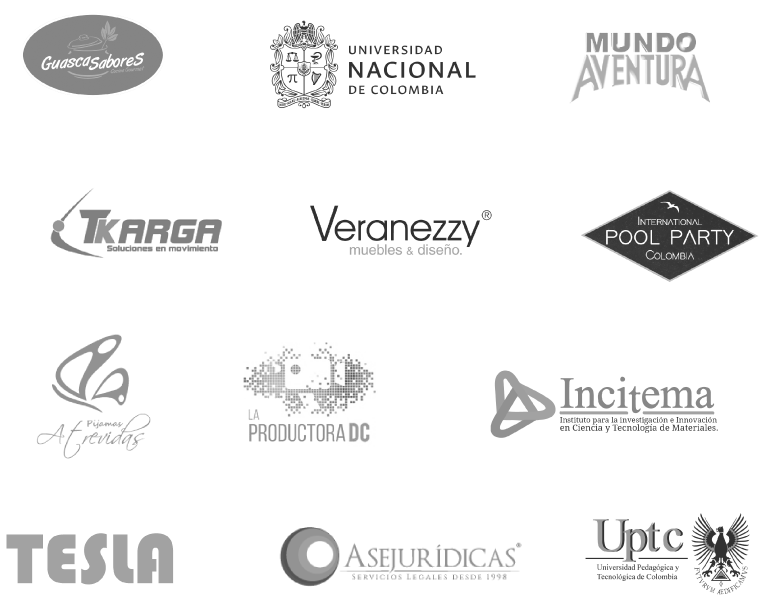 GuascaSaboreS
UNIVERSIDAD
NACIONAL
DE COLOMBIA
MUNDO
AVENTURA
TKARGA
Soluciones en movimiento
Veranezzy®
muebles & diseño.
INTERNATIONAL
POOL PARTY
COLOMBIA
Pijamas
Atrevidas
LA
PRODUCTORA DC
Incitema
Instituto para la investigación e Innovación
en Ciencia y Tecnología de Materiales.
TESLA
ASEJURÍDICAS®
SERVICIOS LEGALES DESDE 1998
Uptc
Universidad Pedagógica y
Tecnológica de Colombia